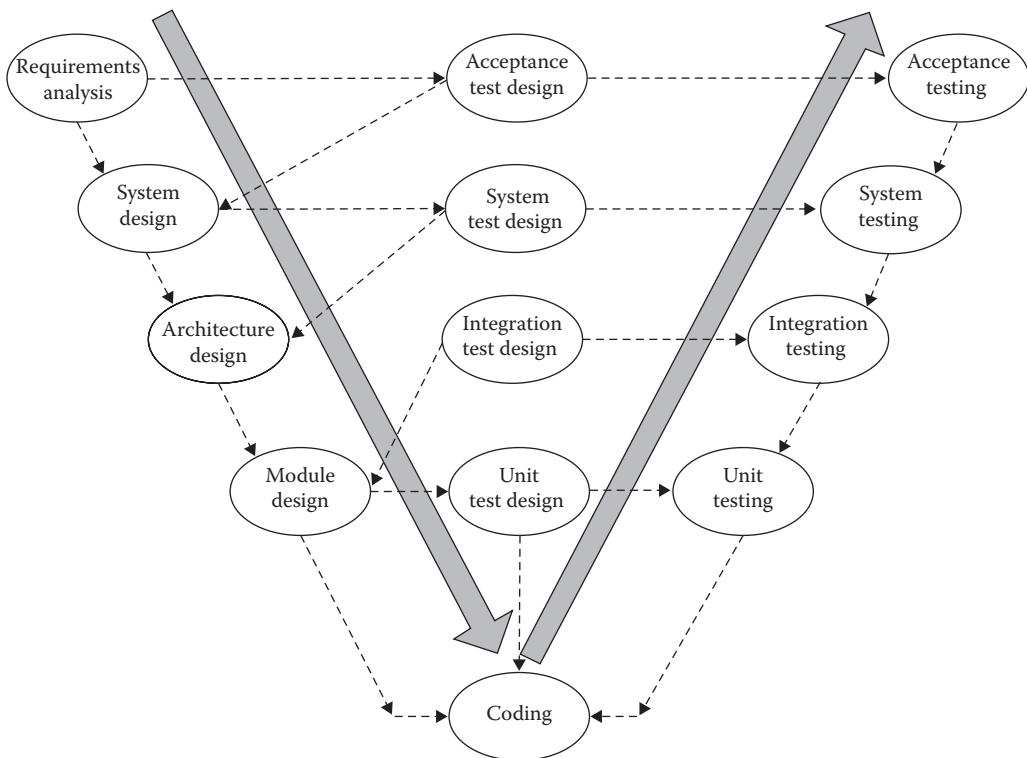 Requirements
analysis
Acceptance
test design
Acceptance
testing
System
design
System
test design
System
testing
Architecture
design
Integration
test design
Integration
testing
Module
design
Unit
test design
Unit
testing
Coding